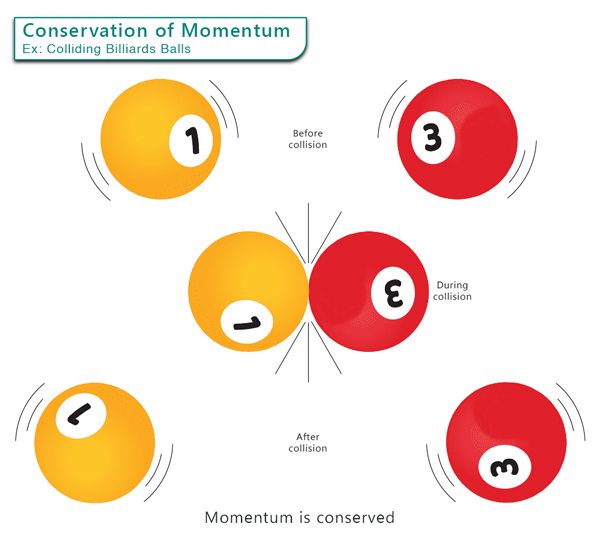 Conservation of Momentum
Ex: Colliding Billiards Balls
1
Before
collision
3
1
3
During
collision
1
After
collision
3
Momentum is conserved